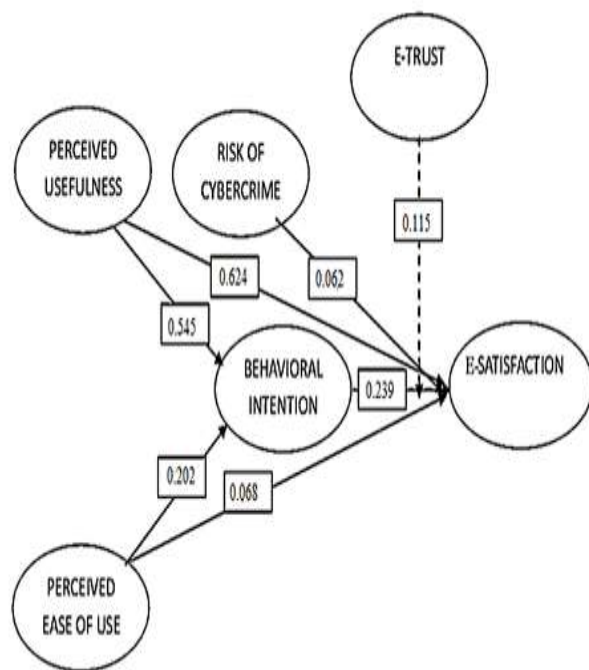 E-TRUST
PERCEIVED
USEFULNESS
RISK OF
CYBERCRIME
0.115
0.624
0.062
0.545
BEHAVIORAL
INTENTION
0.239
E-SATISFACTION
0.202
0.068
PERCEIVED
EASE OF USE